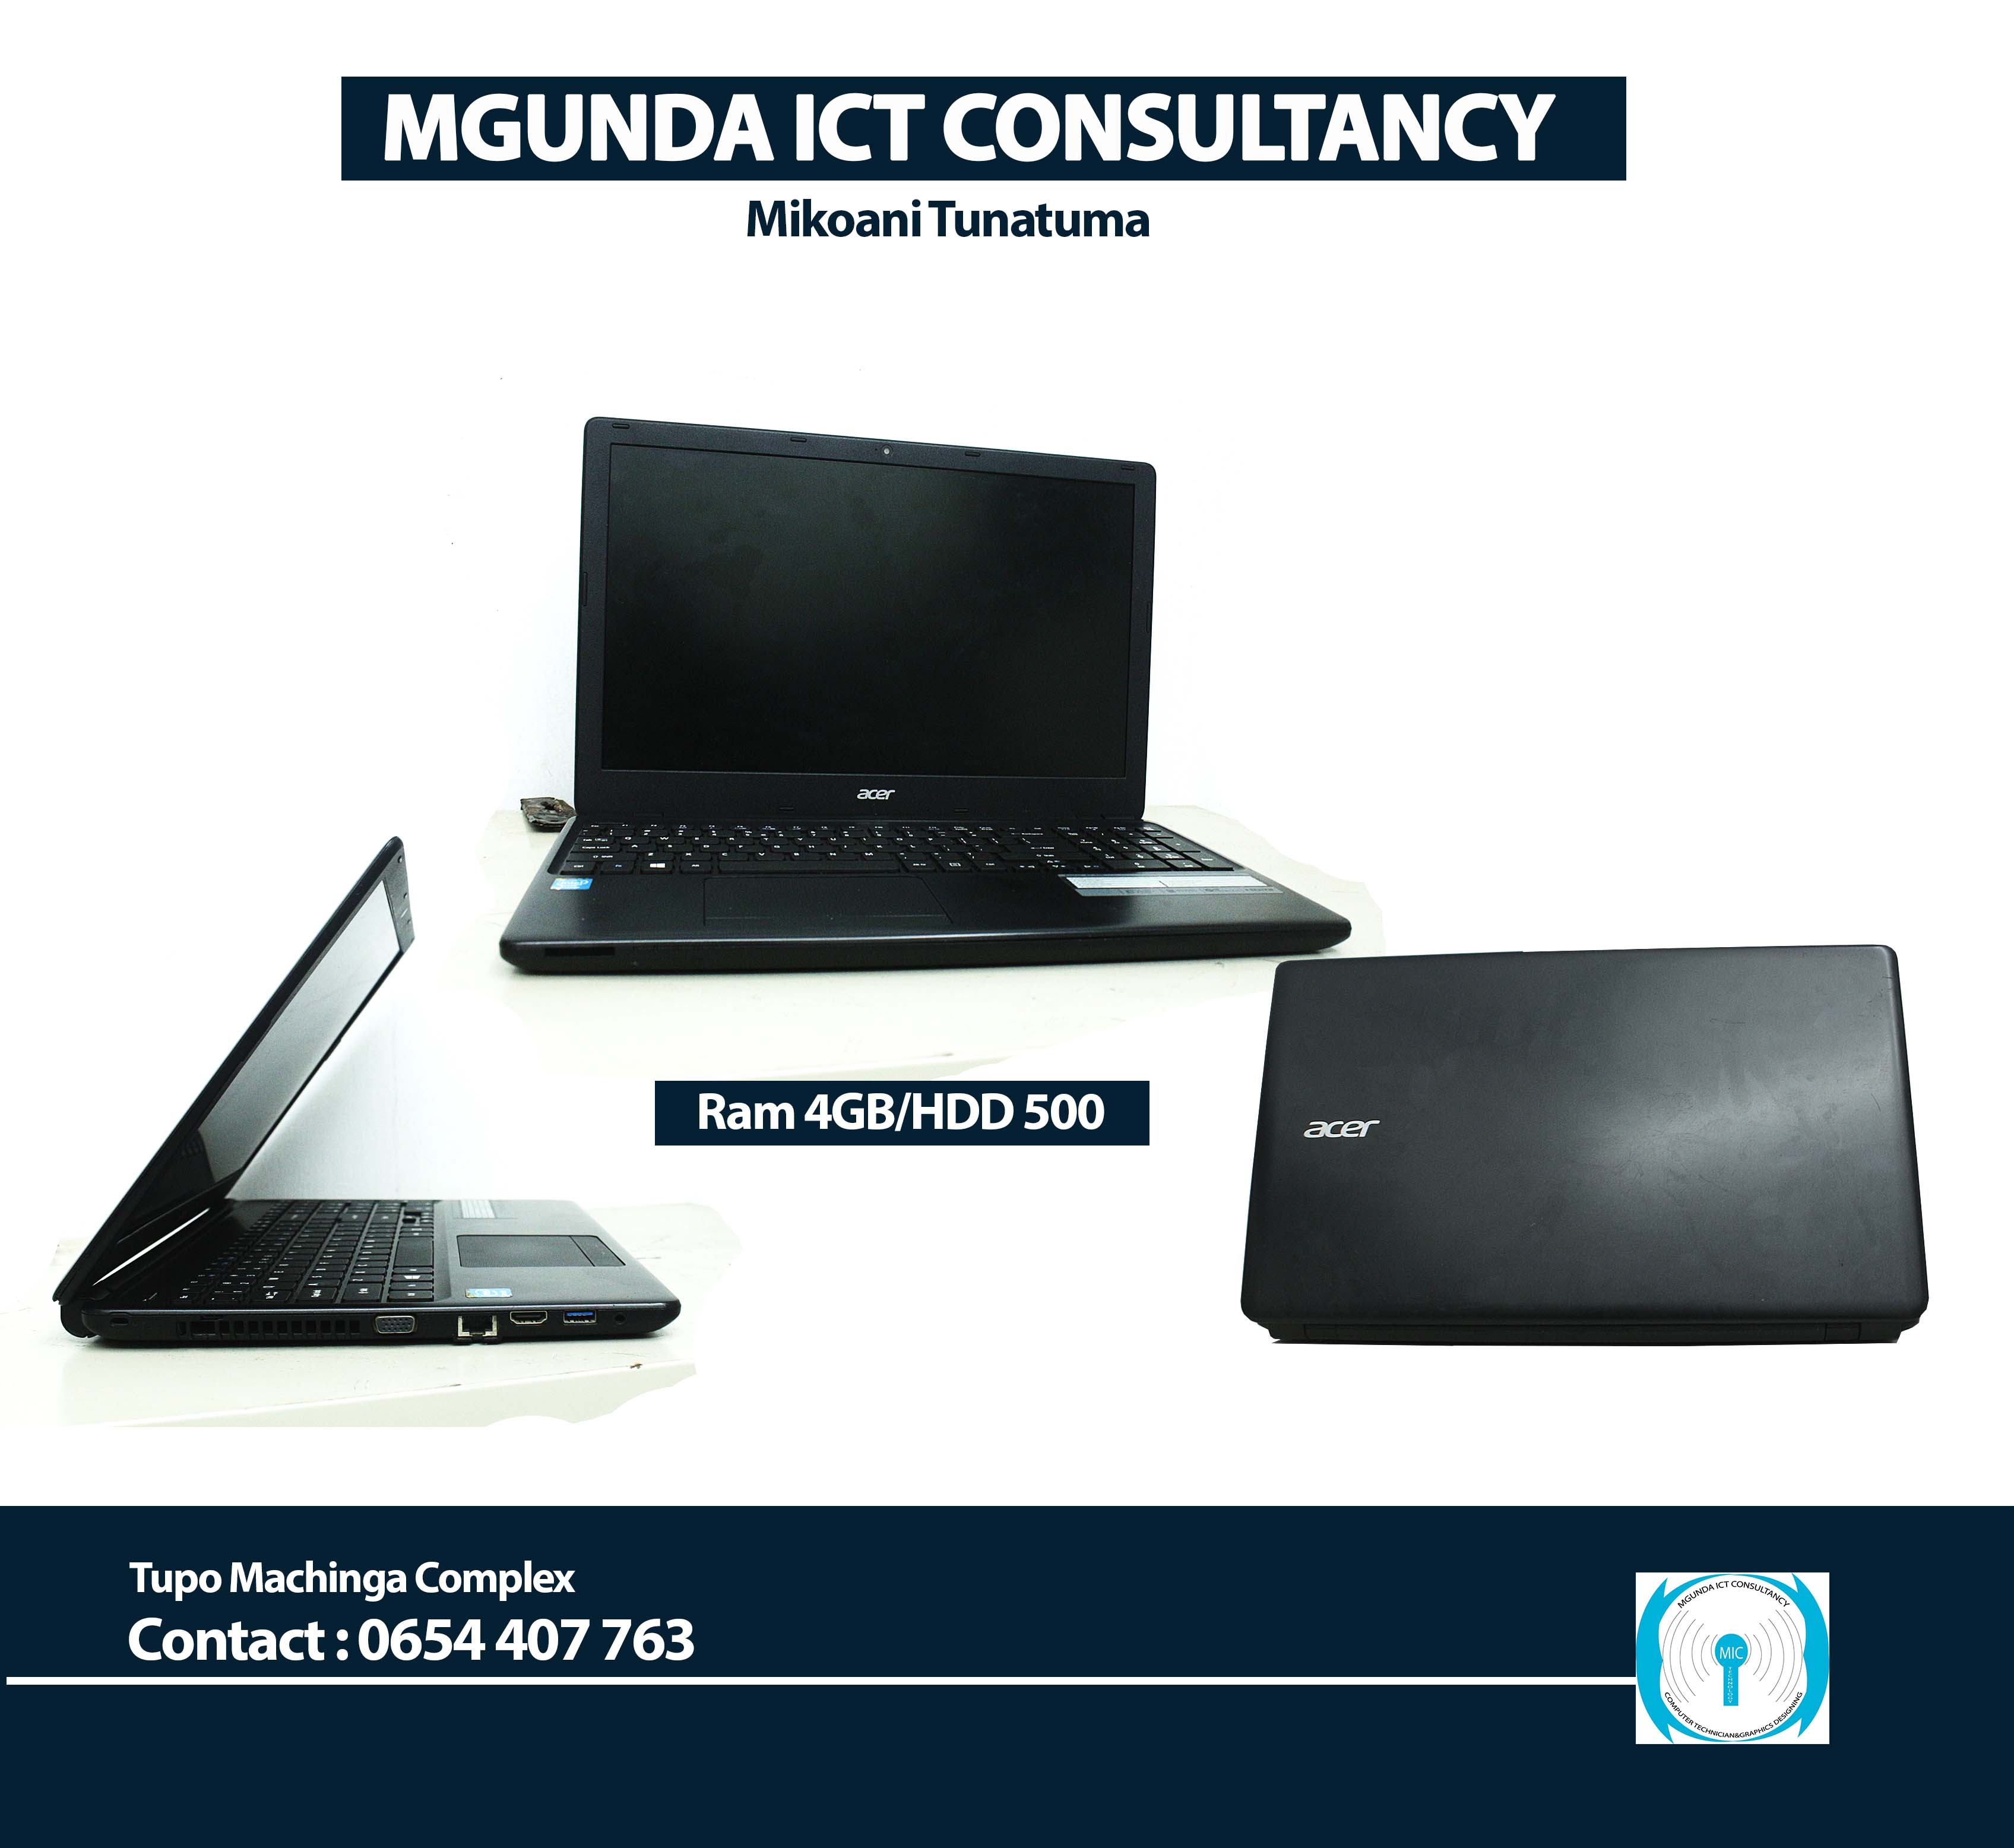 MGUNDA ICT CONSULTANCY
Mikoani Tunatuma
acer
acer
Ram 4GB/HDD 500
Tupo Machinga Complex
Contact : 0654 407 763
MGUNDA ICT CONSULTANCY
MIC
TECHNOLOGY
COMPUTER TECHNICIAN&GRAPHICS DESIGNING